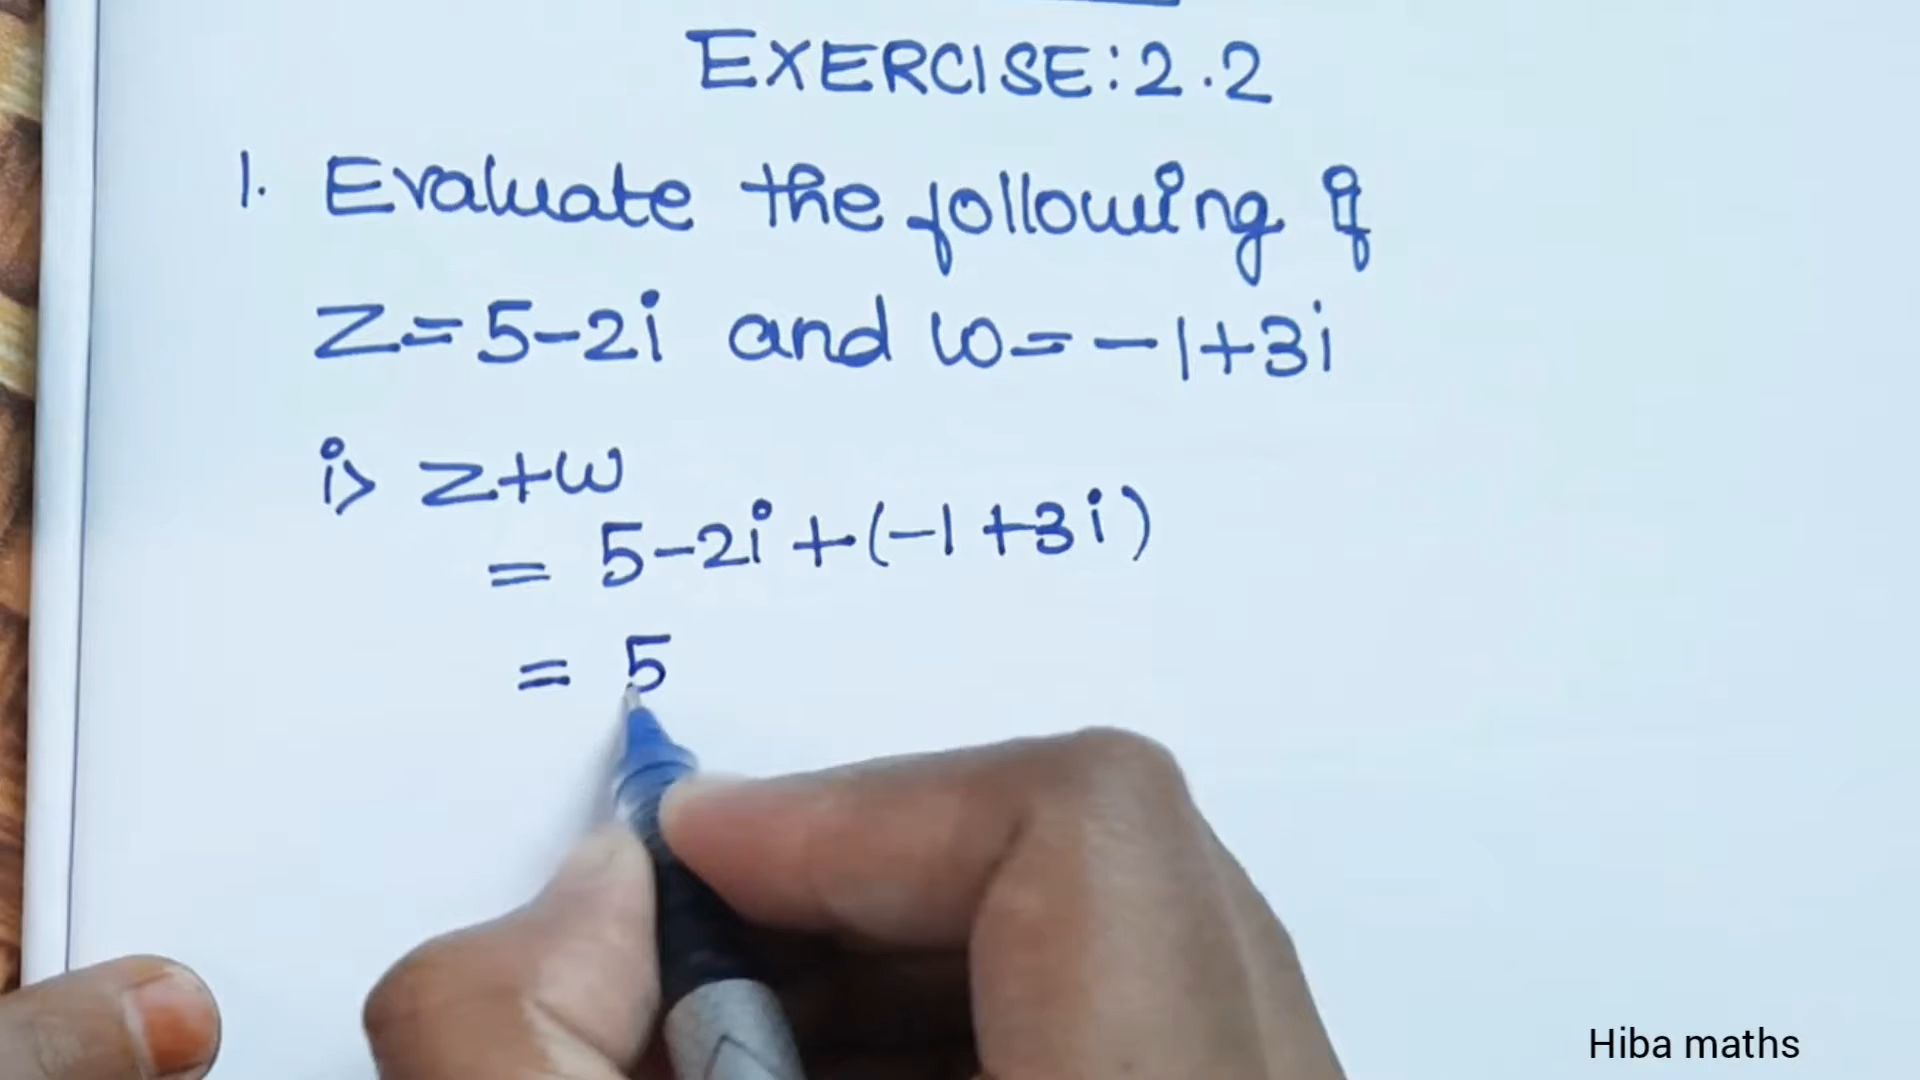 EXERCISE: 2.2
1. Evaluate the following if
Z = 5-2i and w = -1+3i
i> Z+w
= 5-2i + (-1 +3i)
= 5
Hiba maths